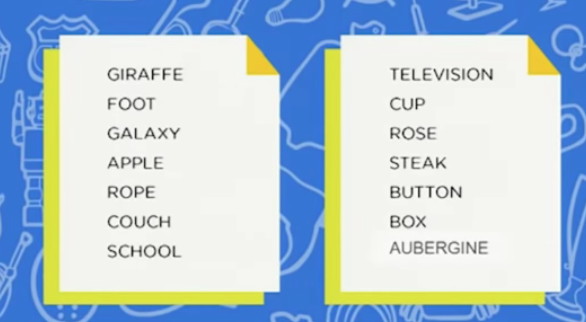 GIRAFFE
FOOT
GALAXY
APPLE
ROPE
COUCH
SCHOOL
TELEVISION
CUP
ROSE
STEAK
BUTTON
BOX
AUBERGINE